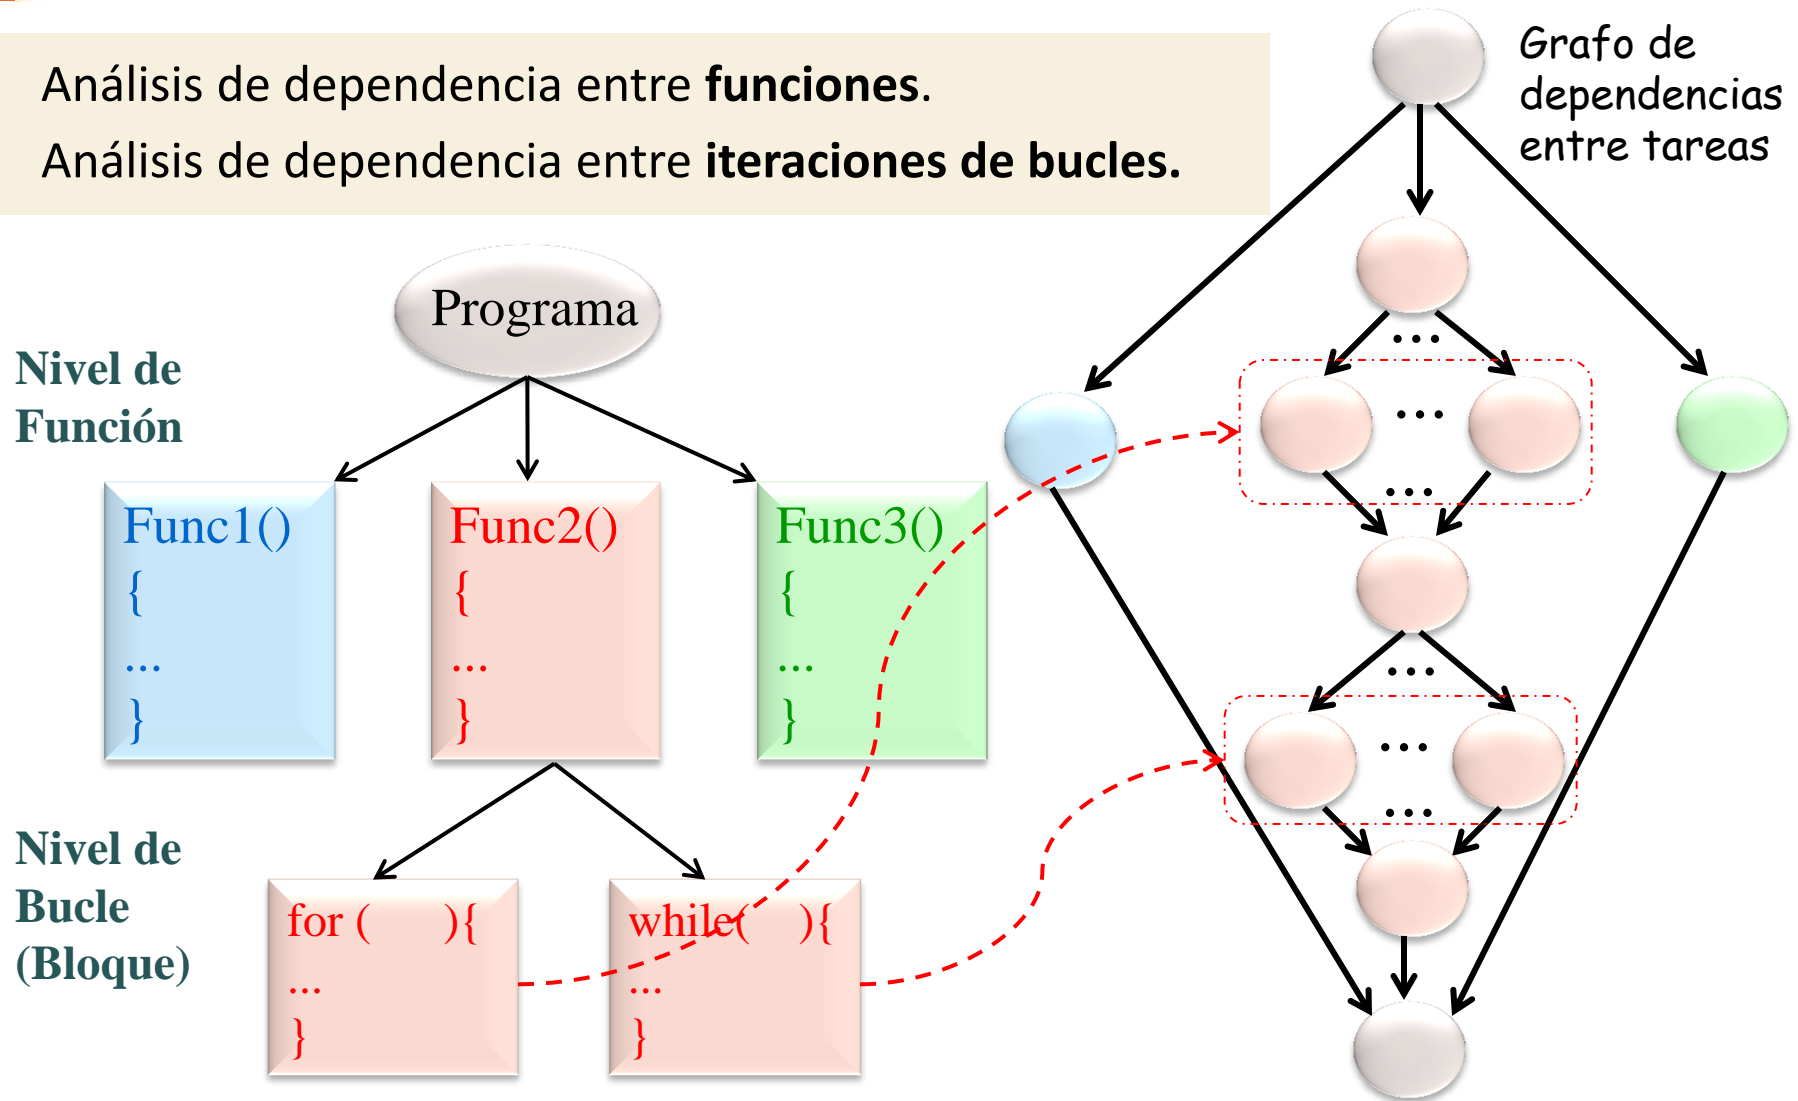 Análisis de dependencia entre funciones.
Análisis de dependencia entre iteraciones de bucles.
Grafo de
dependencias
entre tareas
Programa
Nivel de
Función
Func1()
{
...
}
Func2()
{
...
}
Func3()
{
...
}
Nivel de
Bucle
(Bloque)
for ( ){
...
}
while( ){
...
}
...
...
...
...
...
...